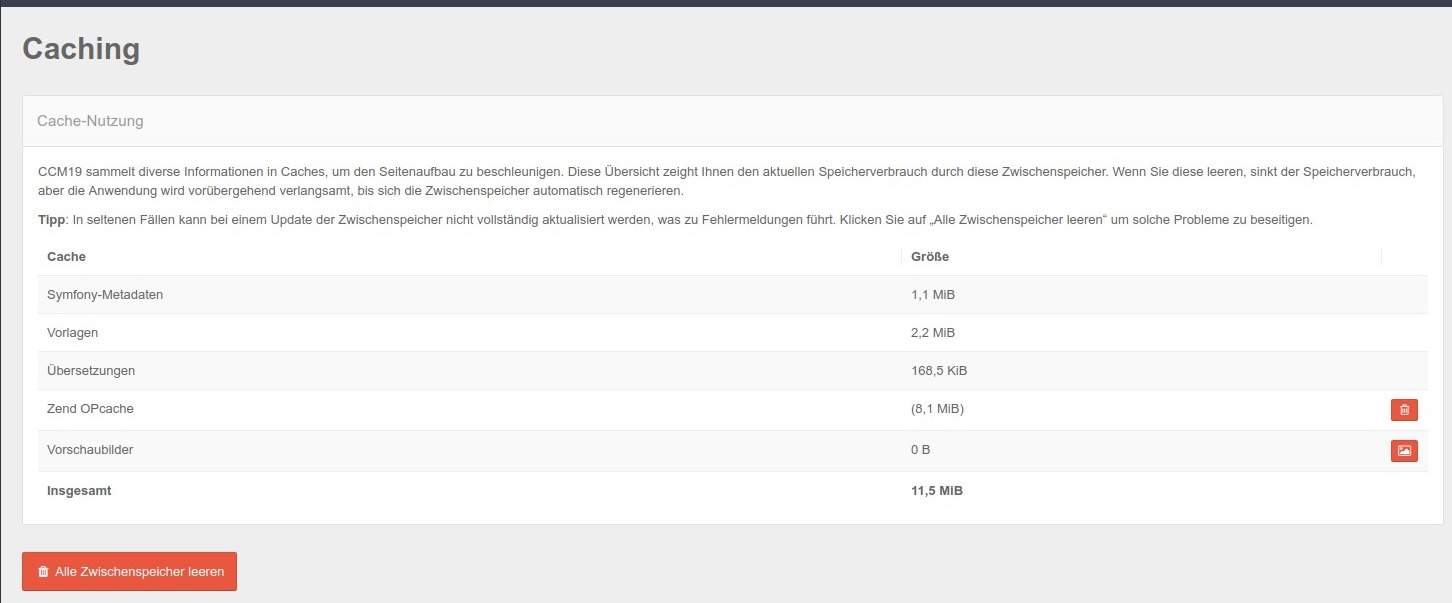 Caching
Cache-Nutzung
CCM19 sammelt diverse Informationen in Caches, um den Seitenaufbau zu beschleunigen. Diese Übersicht zeigt Ihnen den aktuellen Speicherverbrauch durch diese Zwischenspeicher. Wenn Sie diese leeren, sinkt der Speicherverbrauch,
aber die Anwendung wird vorübergehend verlangsamt, bis sich die Zwischenspeicher automatisch regenerieren.
Tipp: In seltenen Fällen kann bei einem Update der Zwischenspeicher nicht vollständig aktualisiert werden, was zu Fehlermeldungen führt. Klicken Sie auf „Alle Zwischenspeicher leeren“ um solche Probleme zu beseitigen.
Cache Größe
Symfony-Metadaten 1,1 MiB
Vorlagen 2,2 MiB
Übersetzungen 168,5 KiB
Zend OPcache (8,1 MiB)
Vorschaubilder 0 B
Insgesamt 11,5 MiB
Alle Zwischenspeicher leeren